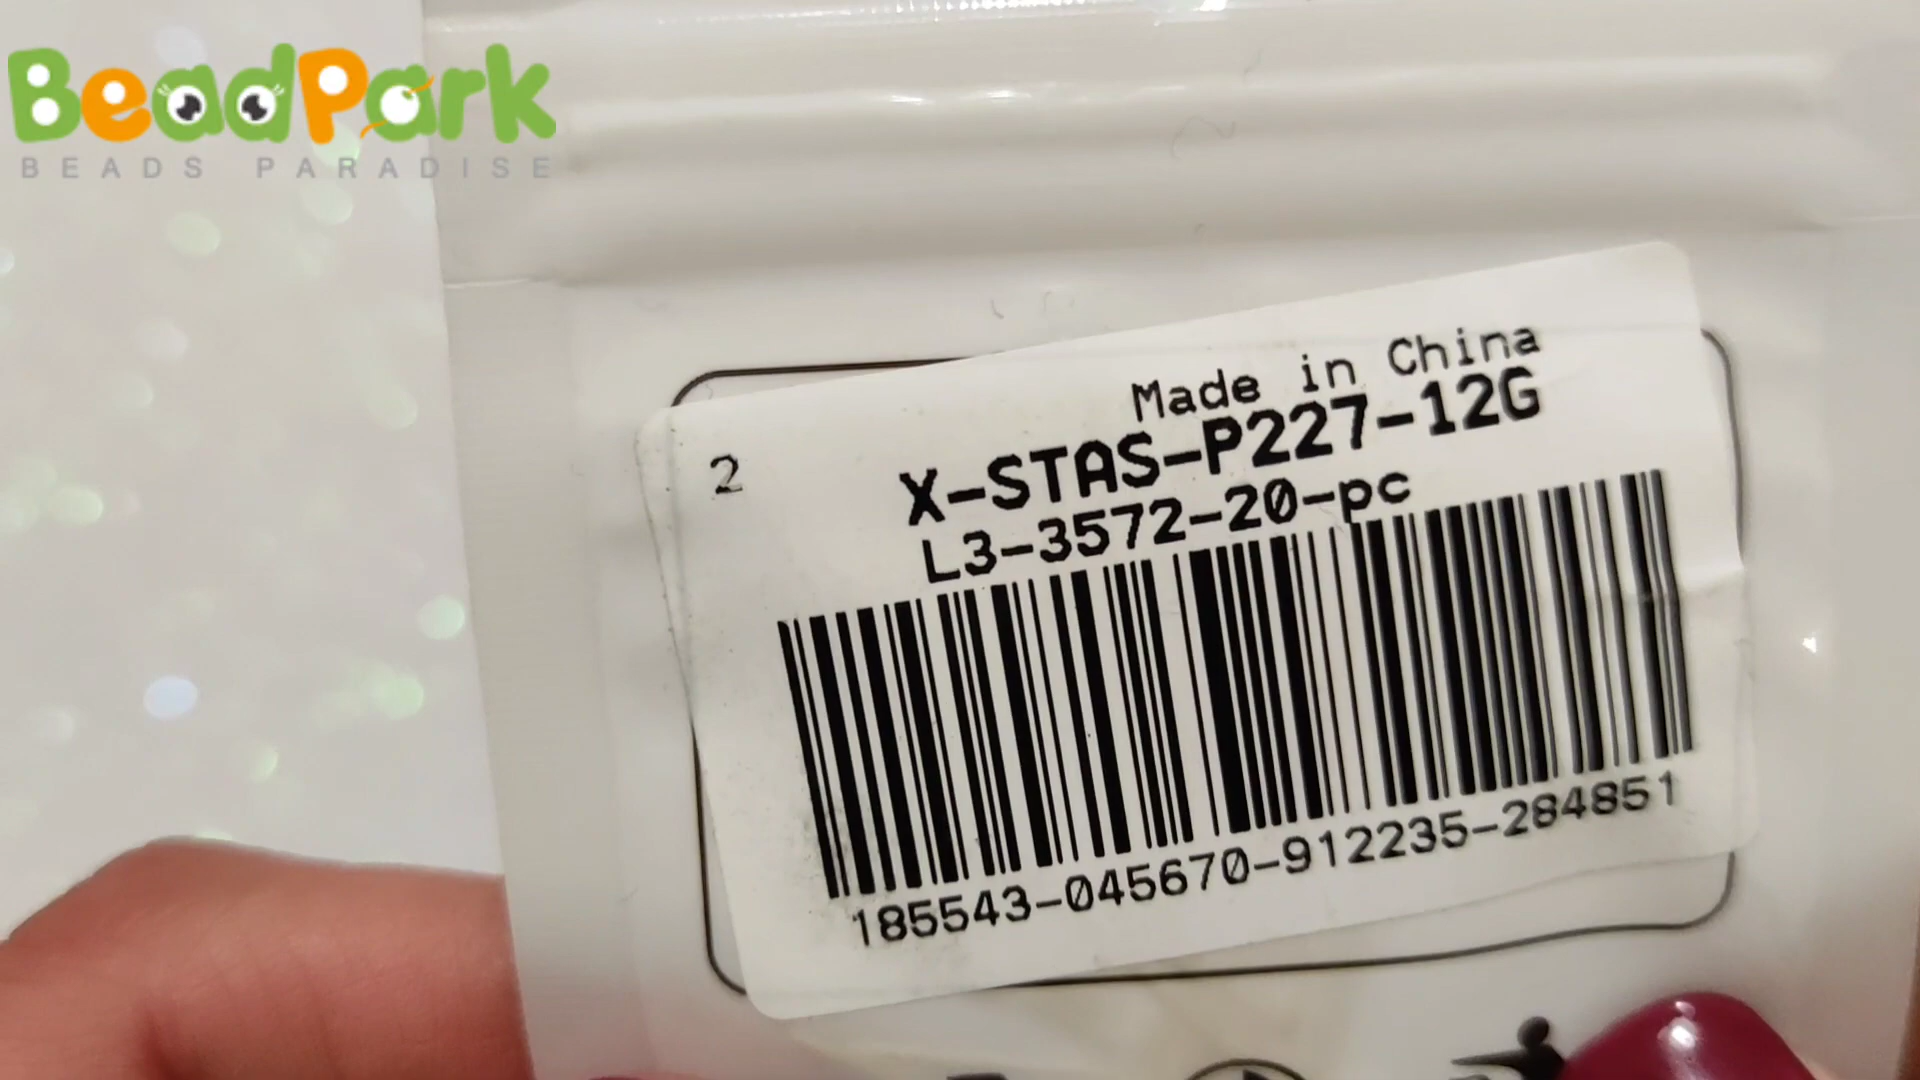 BeadPark
BEADS PARADISE
Made in China
2
X-STAS-P227-12G
L3-3572-20-pc
185543-045670-912235-284851